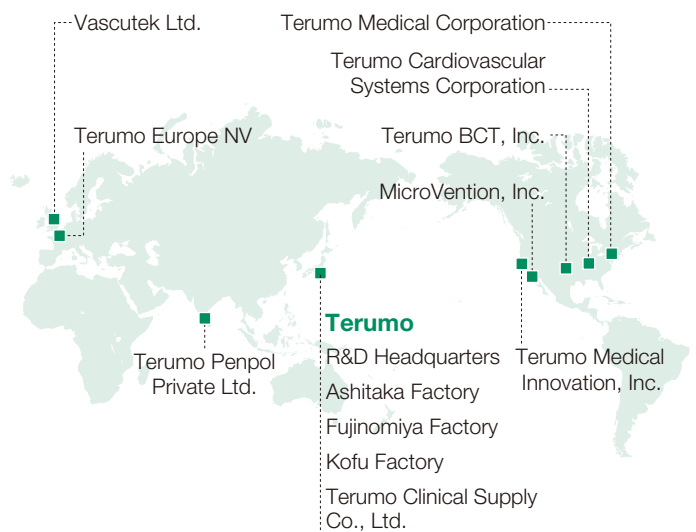 Vascutek Ltd.
Terumo Medical Corporation
Terumo Cardiovascular
Systems Corporation
Terumo Europe NV
Terumo BCT, Inc.
MicroVention, Inc.
Terumo Penpol
Private Ltd.
Terumo
R&D Headquarters
Ashitaka Factory
Fujinomiya Factory
Kofu Factory
Terumo Clinical Supply
Co., Ltd.
Terumo Medical
Innovation, Inc.